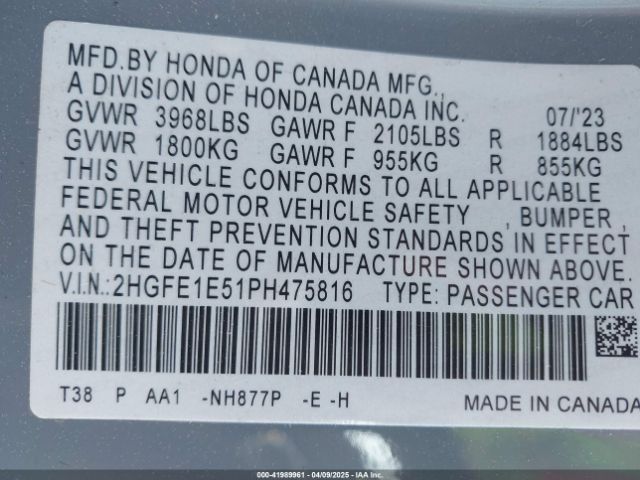 MFD.BY HONDA OF CANADA MFG.,
A DIVISION OF HONDA CANADA INC. 07/'23
GVWR 3968LBS GAWR F 2105LBS R 1884LBS
GVWR 1800KG GAWR F 955KG R 855KG
THIS VEHICLE CONFORMS TO ALL APPLICABLE
FEDERAL MOTOR VEHICLE SAFETY , BUMPER ,
AND THEFT PREVENTION STANDARDS IN EFFECT
ON THE DATE OF MANUFACTURE SHOWN ABOVE.
V.I.N.:2HGFE1E51PH475816 TYPE: PASSENGER CAR
T38 P AA1 -NH877P -E -H MADE IN CANADA
000-41989961 - 04/09/2025 - IAA Inc.